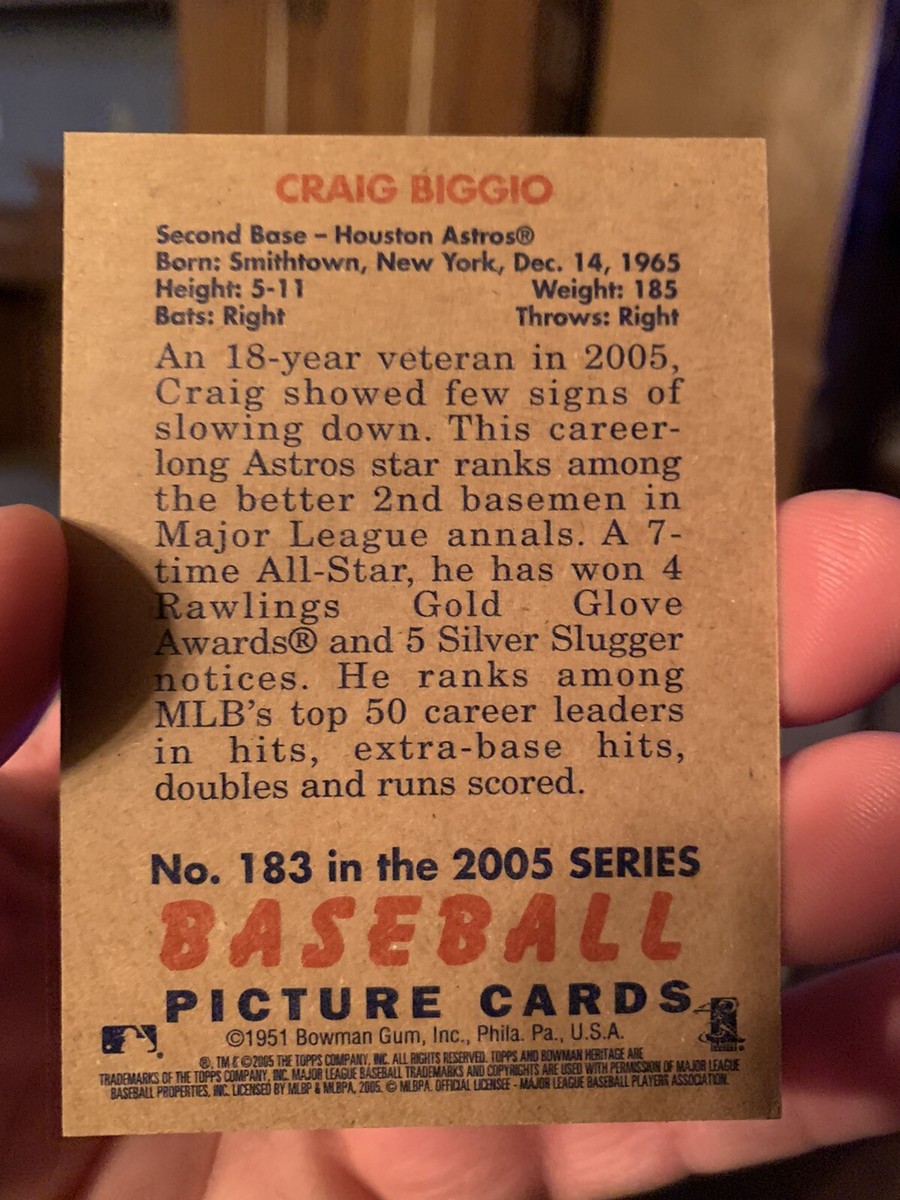 CRAIG BIGGIO
Second Base – Houston Astros®
Born: Smithtown, New York, Dec. 14, 1965
Height: 5-11 Weight: 185
Bats: Right Throws: Right
An 18-year veteran in 2005,
Craig showed few signs of
slowing down. This career-
long Astros star ranks among
the better 2nd basemen in
Major League annals. A 7-
time All-Star, he has won 4
Rawlings Gold Glove
Awards® and 5 Silver Slugger
notices. He ranks among
MLB's top 50 career leaders
in hits, extra-base hits,
doubles and runs scored.
No. 183 in the 2005 SERIES
BASEBALL
PICTURE CARDS
©1951 Bowman Gum, Inc., Phila. Pa., U.S.A.
®, TM & ©2005 THE TOPPS COMPANY, INC. ALL RIGHTS RESERVED. TOPPS AND BOWMAN HERITAGE ARE
TRADEMARKS OF THE TOPPS COMPANY, INC. MAJOR LEAGUE BASEBALL TRADEMARKS AND COPYRIGHTS ARE USED WITH PERMISSION OF MAJOR LEAGUE
BASEBALL PROPERTIES, INC. LICENSED BY MLBP & MLBPA, 2005. © MLBPA. OFFICIAL LICENSEE - MAJOR LEAGUE BASEBALL PLAYERS ASSOCIATION.